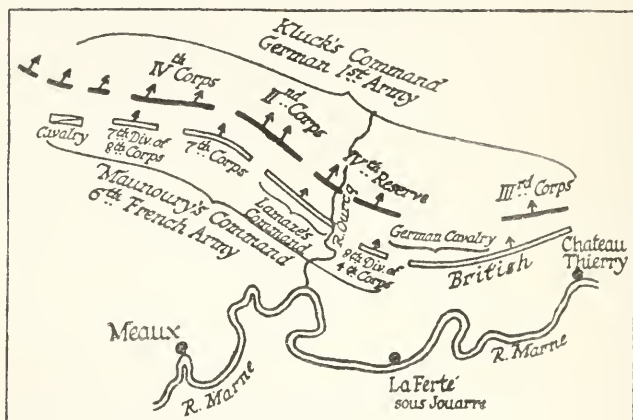 Kluck's Command
German 1st Army
IVth Corps
IInd Corps
IVth Reserve
IIIrd Corps
Cavalry
7th Div. of
8th Corps
7th Corps
Lamaze's
Command
Maunoury's Command
6th French Army
R. Ourcq
8th Div. of
4th Corps
German Cavalry
British
Chateau
Thierry
Meaux
R. Marne
La Ferté
sous Jouarre
R. Marne